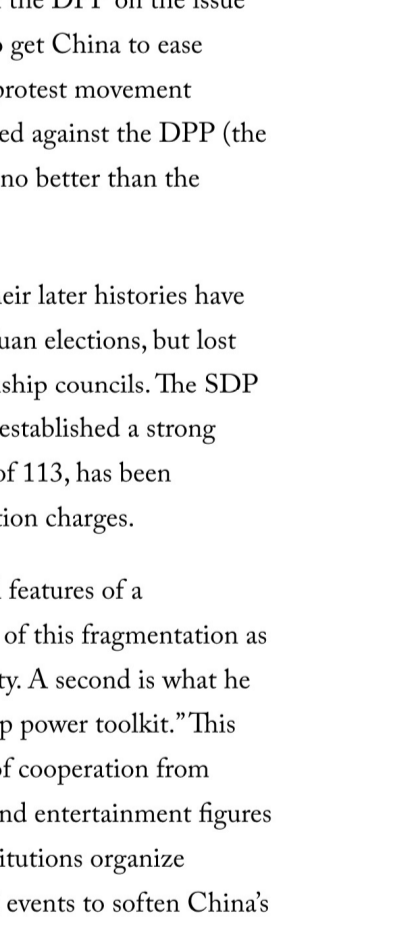 the DPP on the issue
get China to ease
protest movement
ed against the DPP (the
no better than the
eir later histories have
uan elections, but lost
ship councils. The SDP
established a strong
of 113, has been
tion charges.
features of a
of this fragmentation as
ty. A second is what he
p power toolkit.” This
of cooperation from
nd entertainment figures
itutions organize
events to soften China’s